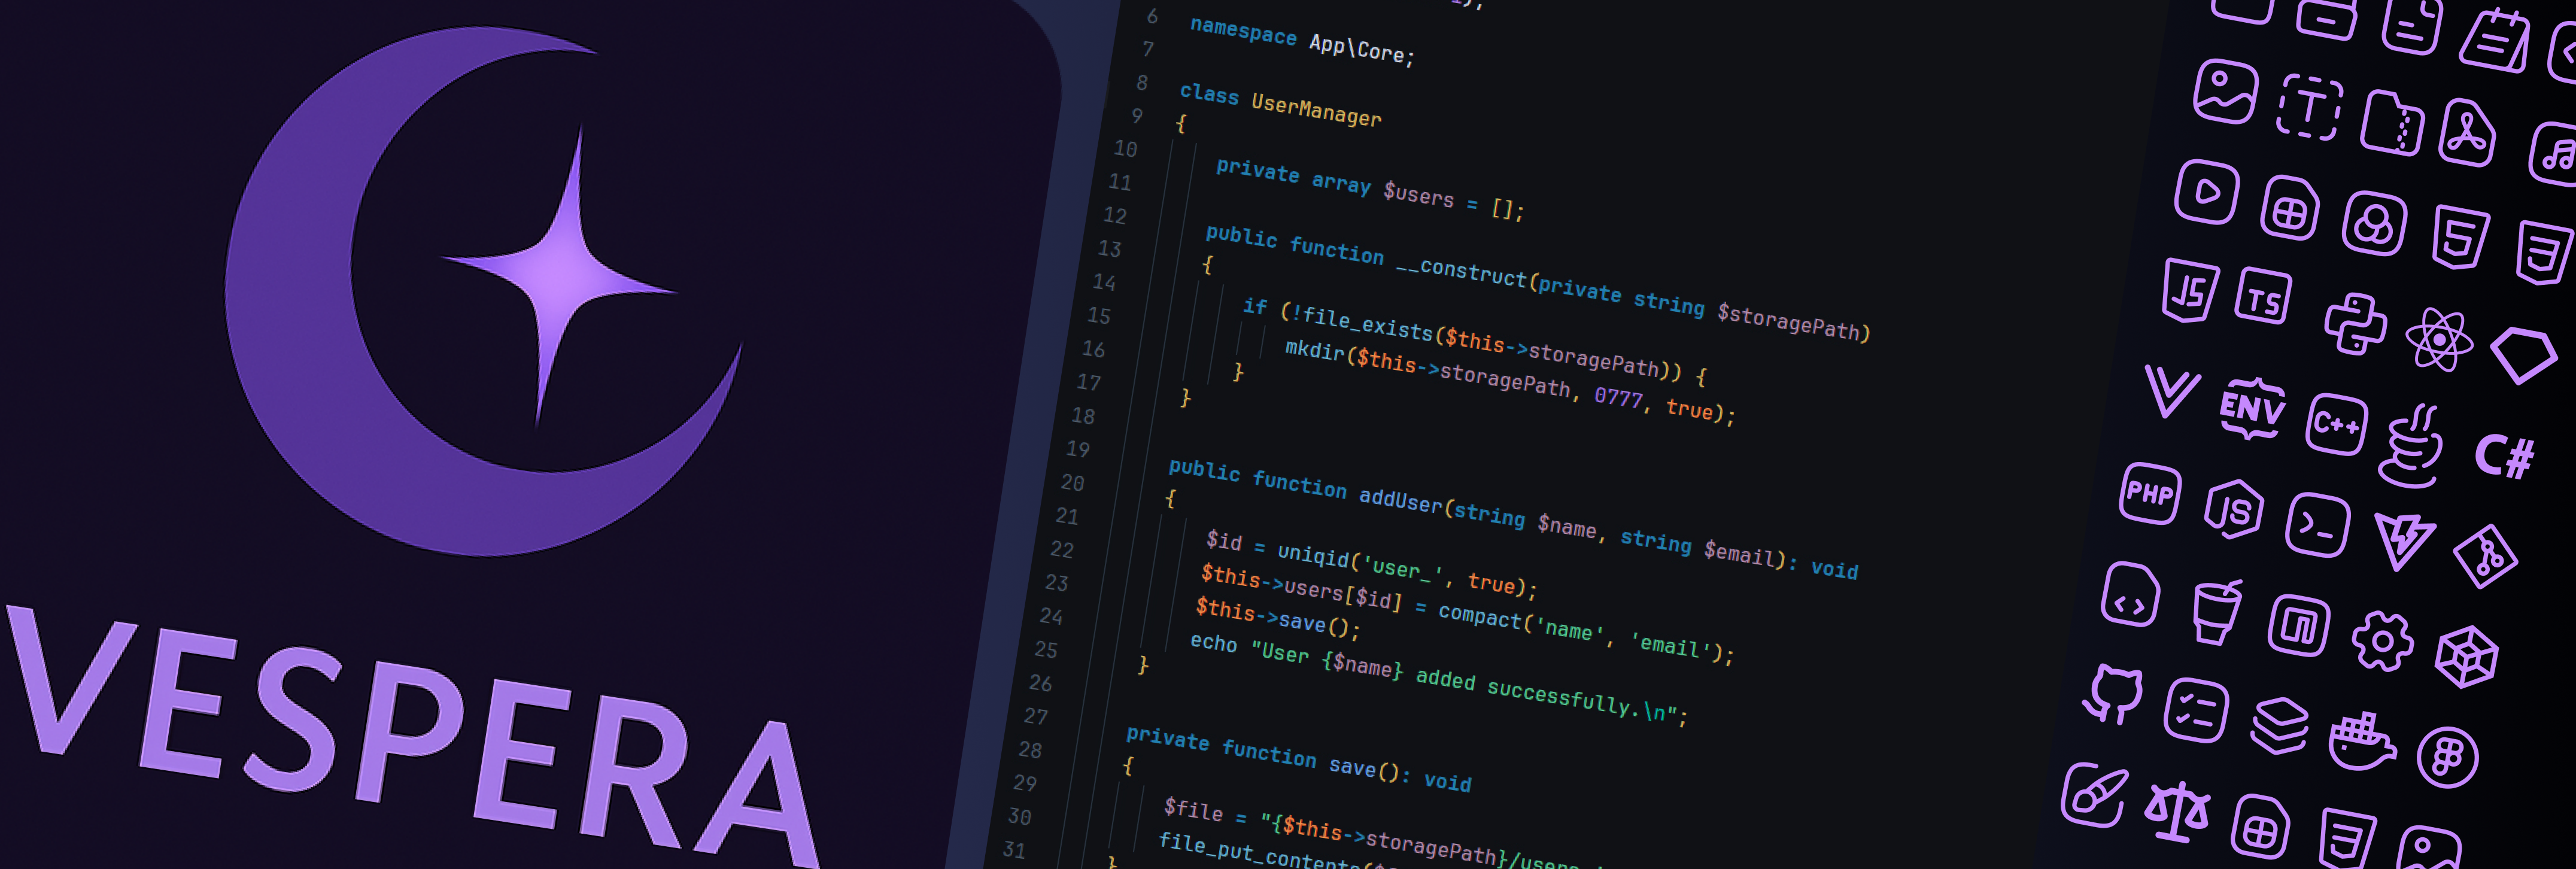 VESPERA
6
7 namespace App\Core;
8
9 class UserManager
10 {
11 private array $users = [];
12
13 public function __construct(private string $storagePath)
14 {
15 if (!file_exists($this->storagePath)) {
16 mkdir($this->storagePath, 0777, true);
17 }
18 }
19
20
21 public function addUser(string $name, string $email): void
22 {
23 $id = uniqid('user_', true);
24 $this->users[$id] = compact('name', 'email');
25 $this->save();
26 echo "User {$name} added successfully.\n";
27 }
28
29 private function save(): void
30 {
31 $file = "{$this->storagePath}/users
file_put_contents(
}
T
5
JS TS
ENV C++ C#
PHP JS >_
< >